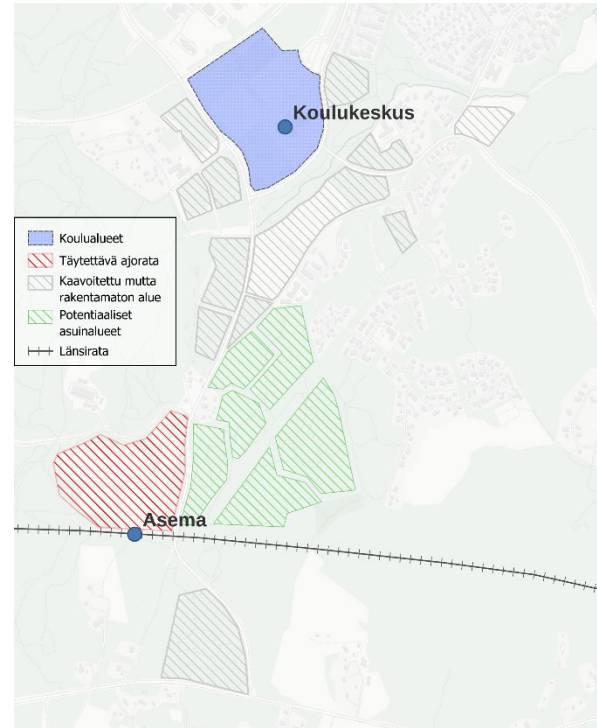 Koulukeskus
Koulualueet
Täytettävä ajorata
Kaavoitettu mutta
rakentamaton alue
Potentiaaliset
asuinalueet
Länsirata
Asema